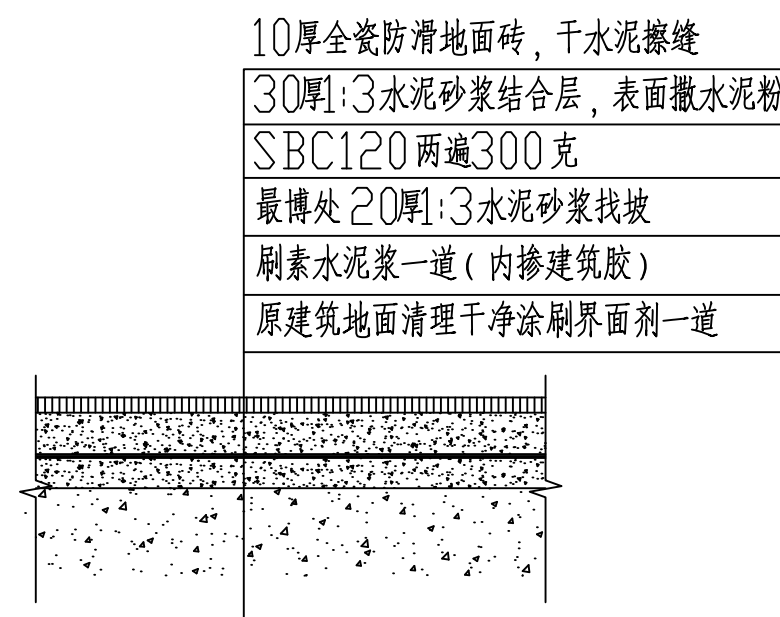 10厚全瓷防滑地面砖，干水泥擦缝
30厚1:3水泥砂浆结合层，表面撒水泥粉
SBC120两遍300克
最博处20厚1:3水泥砂浆找坡
刷素水泥浆一道(内掺建筑胶)
原建筑地面清理干净涂刷界面剂一道